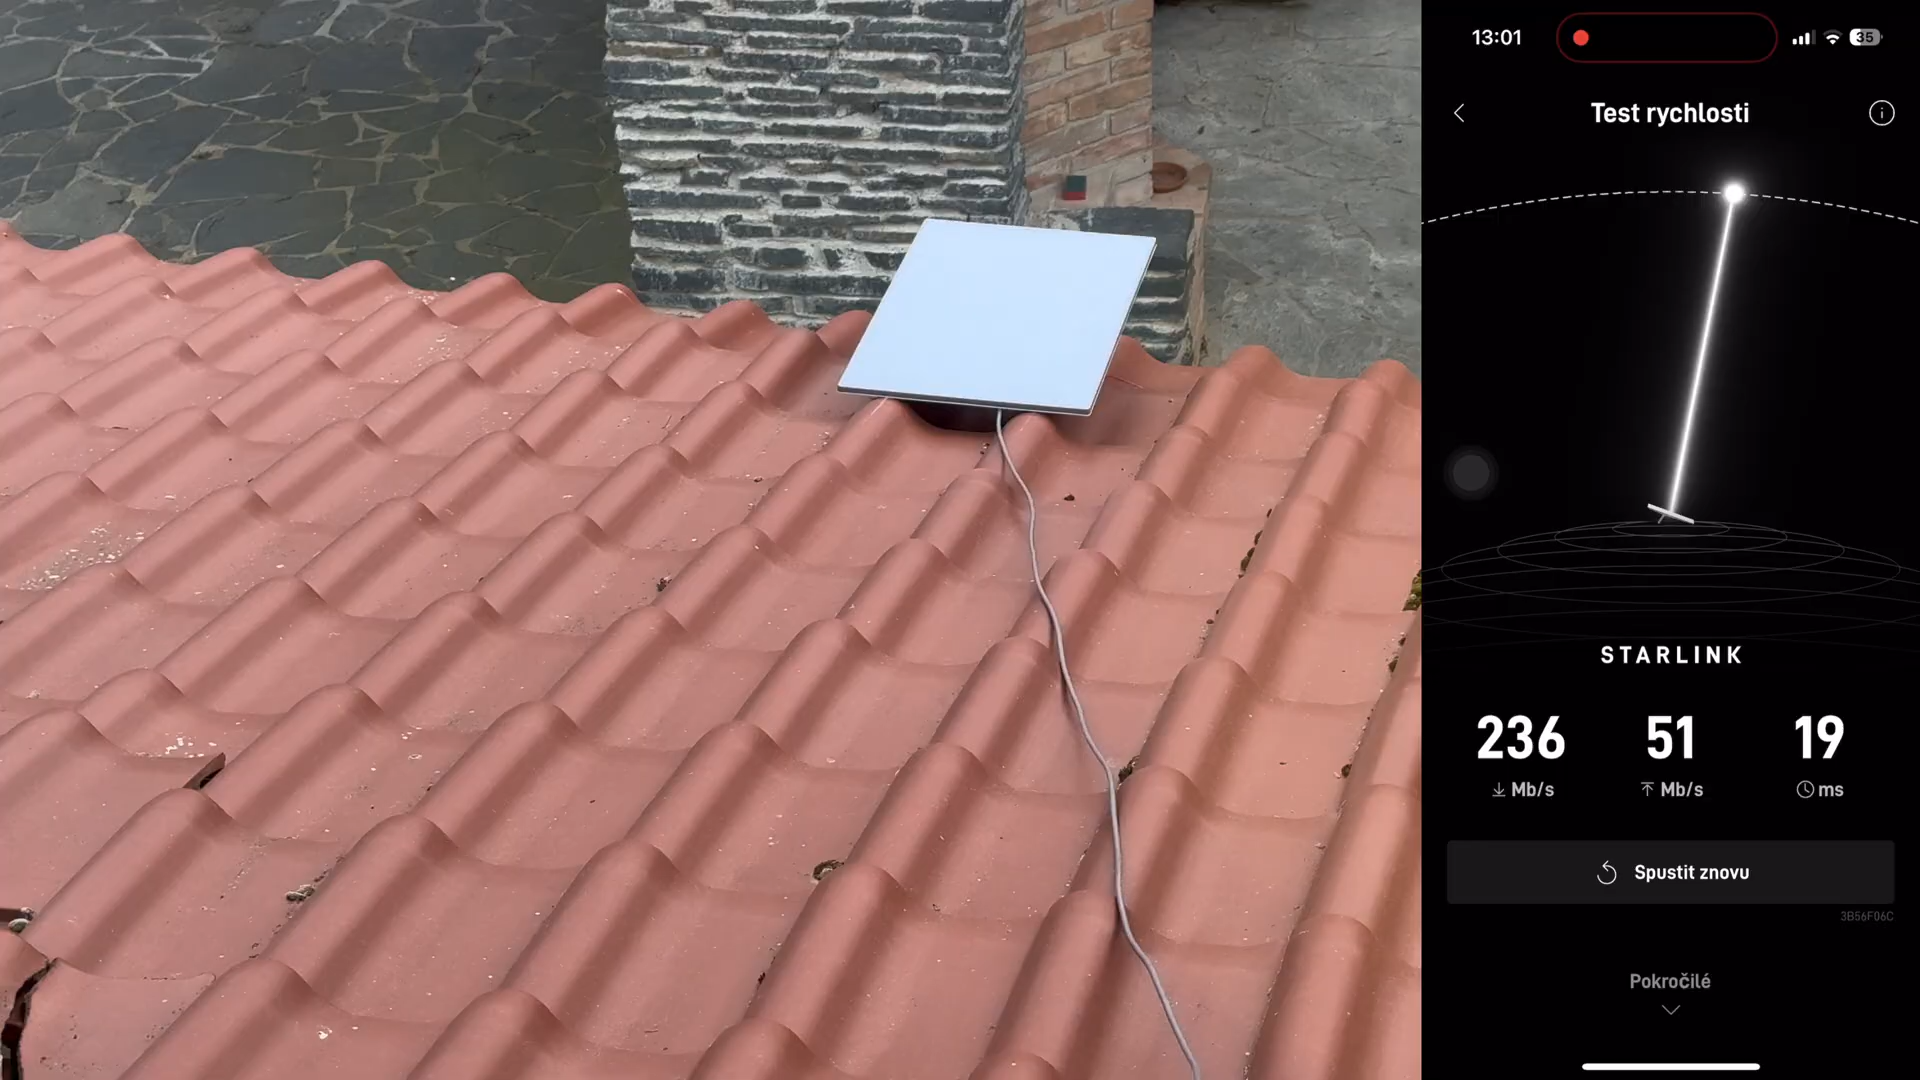 13:01
35
Test rychlosti
STARLINK
236 51 19
Mb/s Mb/s ms
Spustit znovu
3B56F06C
Pokročilé